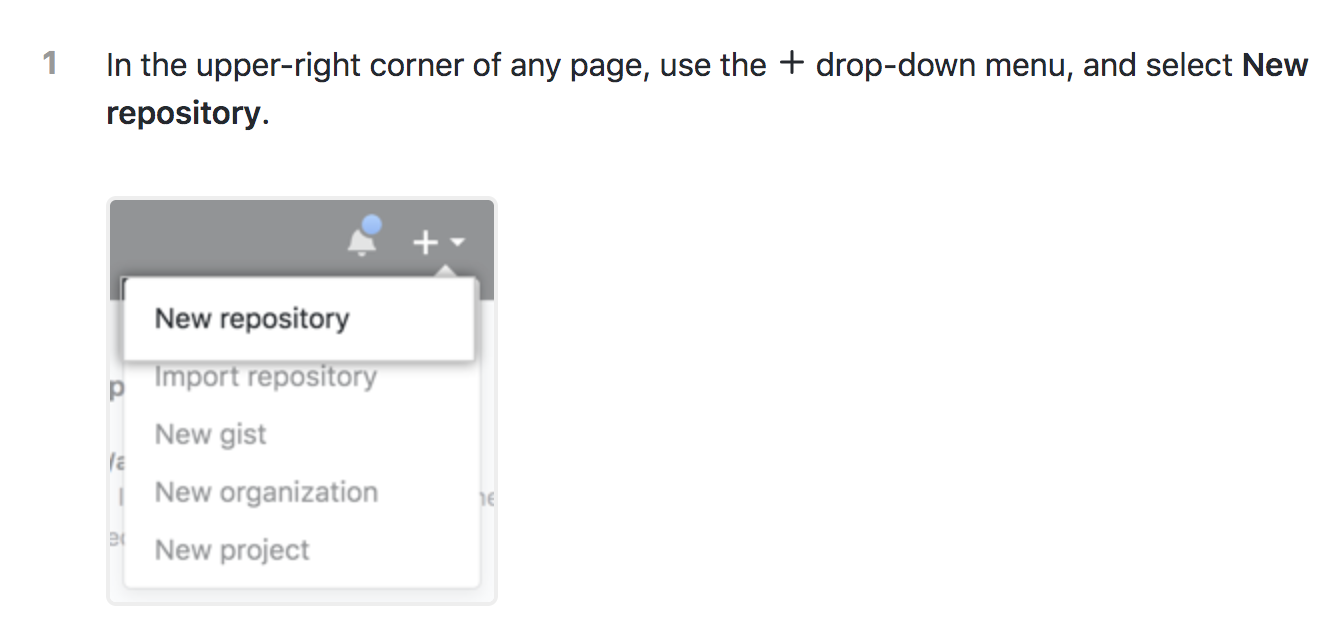 1 In the upper-right corner of any page, use the + drop-down menu, and select New
repository.
New repository
Import repository
New gist
New organization
New project